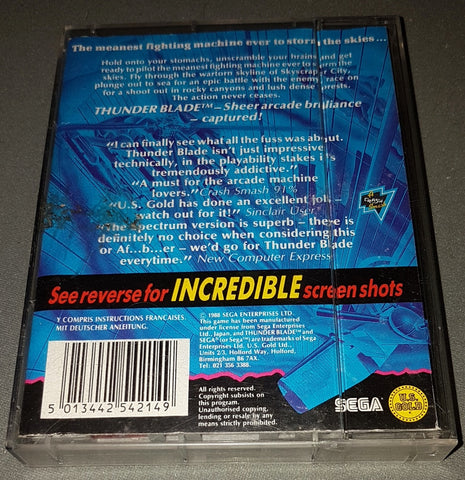 The meanest fighting machine ever to storm the skies...
Hold onto your stomachs, unscramble your brains and get
ready to pilot the meanest fighting machine ever to storm the
skies. Fly through the wartorn skyline of Skyscraper City,
plunge out to sea for an epic battle with the enemy, race on
for a shoot out in rocky canyons and lush dense forests.
The action never ceases.
THUNDER BLADE™ – Sheer arcade brilliance
– captured!
"I can finally see what all the fuss was about.
Thunder Blade isn't just impressive
technically, in the playability stakes it's
tremendously addictive."
"A must for the arcade machine
lovers." Crash Smash 91%
"U.S. Gold has done an excellent job –
watch out for it!" Sinclair User
"The spectrum version is superb – there is
definitely no choice when considering this
or Af...b...er – we'd go for Thunder Blade
everytime." New Computer Express
See reverse for INCREDIBLE screen shots
Y COMPRIS INSTRUCTIONS FRANCAISES.
MIT DEUTSCHER ANLEITUNG.
© 1988 SEGA ENTERPRISES LTD.
This game has been manufactured
under license from Sega Enterprises
Ltd., Japan, and THUNDER BLADE™ and
SEGA® (or Sega™) are trademarks of Sega
Enterprises Ltd. U.S. Gold Ltd.,
Units 2/3, Holford Way, Holford,
Birmingham B6 7AX.
Tel: 021 356 3388.
All rights reserved.
Copyright subsists on
this program.
Unauthorised copying,
lending or resale by any
means strictly prohibited.
5 013442 542149
SEGA
U.S. GOLD